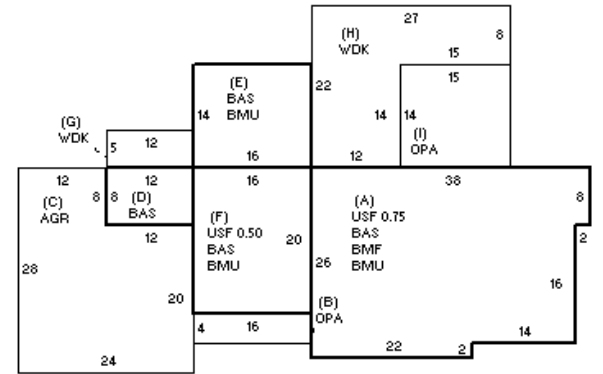 27
(H)
WDK
8
15
15
22
14
14
(I)
OPA
12
(E)
BAS
BMU
14
16
(G)
WDK
5
12
12
8
8
12
(D)
BAS
12
(C)
AGR
28
20
24
16
(F)
USF 0.50
BAS
BMU
20
4
16
(B)
OPA
38
(A)
USF 0.75
BAS
BMF
BMU
26
8
2
16
14
22
2